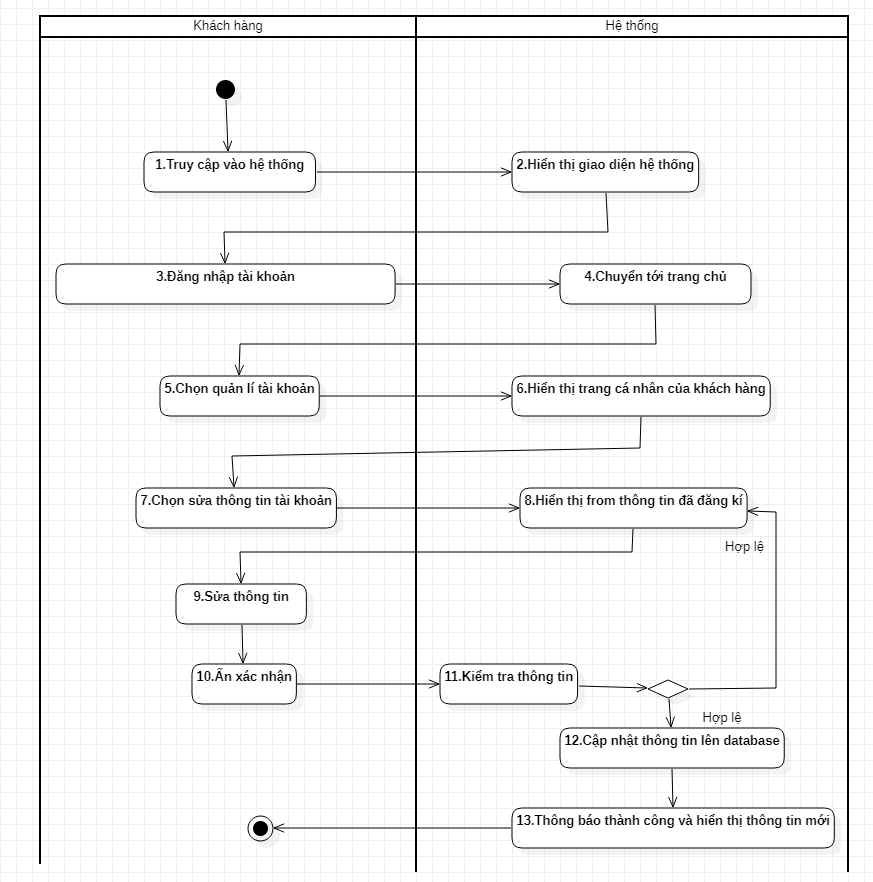 Khách hàng
Hệ thống
1.Truy cập vào hệ thống
2.Hiển thị giao diện hệ thống
3.Đăng nhập tài khoản
4.Chuyển tới trang chủ
5.Chọn quản lí tài khoản
6.Hiển thị trang cá nhân của khách hàng
7.Chọn sửa thông tin tài khoản
8.Hiển thị from thông tin đã đăng kí
Hợp lệ
9.Sửa thông tin
10.Ấn xác nhận
11.Kiểm tra thông tin
Hợp lệ
12.Cập nhật thông tin lên database
13.Thông báo thành công và hiển thị thông tin mới